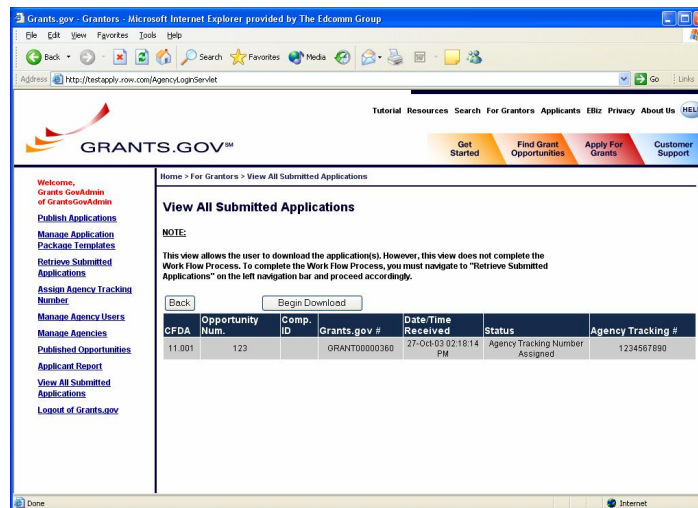 Grants.gov - Grantors - Microsoft Internet Explorer provided by The Edcomm Group
File Edit View Favorites Tools Help
Back Search Favorites Media
Address http://testapply.row.com/AgencyLoginServlet Go Links
Tutorial Resources Search For Grantors Applicants EBiz Privacy About Us HEL
GRANTS.GOV SM
Get Started
Find Grant Opportunities
Apply For Grants
Customer Support
Home > For Grantors > View All Submitted Applications
Welcome,
Grants GovAdmin
of GrantsGovAdmin
Publish Applications
Manage Application
Package Templates
Retrieve Submitted
Applications
Assign Agency Tracking
Number
Manage Agency Users
Manage Agencies
Published Opportunities
Applicant Report
View All Submitted
Applications
Logout of Grants.gov
View All Submitted Applications
NOTE:
This view allows the user to download the application(s). However, this view does not complete the
Work Flow Process. To complete the Work Flow Process, you must navigate to "Retrieve Submitted
Applications" on the left navigation bar and proceed accordingly.
Back Begin Download
CFDA Opportunity Num. Comp. ID Grants.gov # Date/Time Received Status Agency Tracking #
11.001 123 GRANT00000360 27-Oct-03 02:18:14 PM Agency Tracking Number Assigned 1234567890
Done Internet